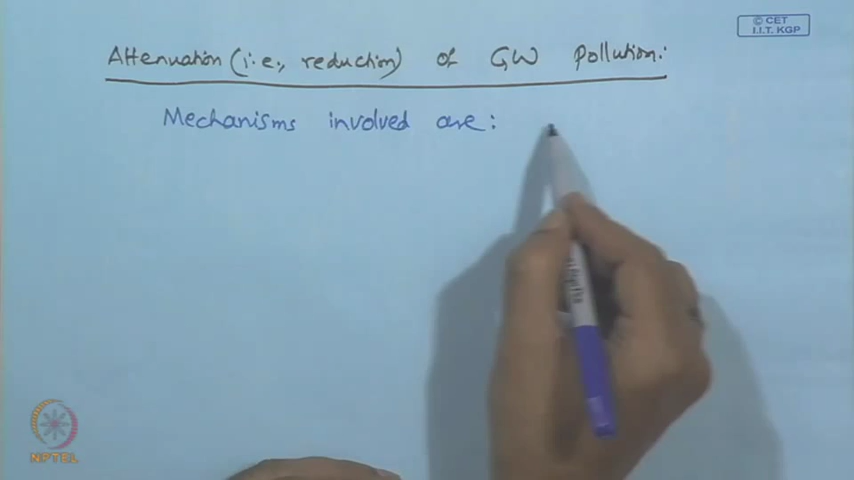 © CET
I.I.T. KGP
Attenuation (i.e., reduction) of GW Pollution:
Mechanisms involved are:
NPTEL